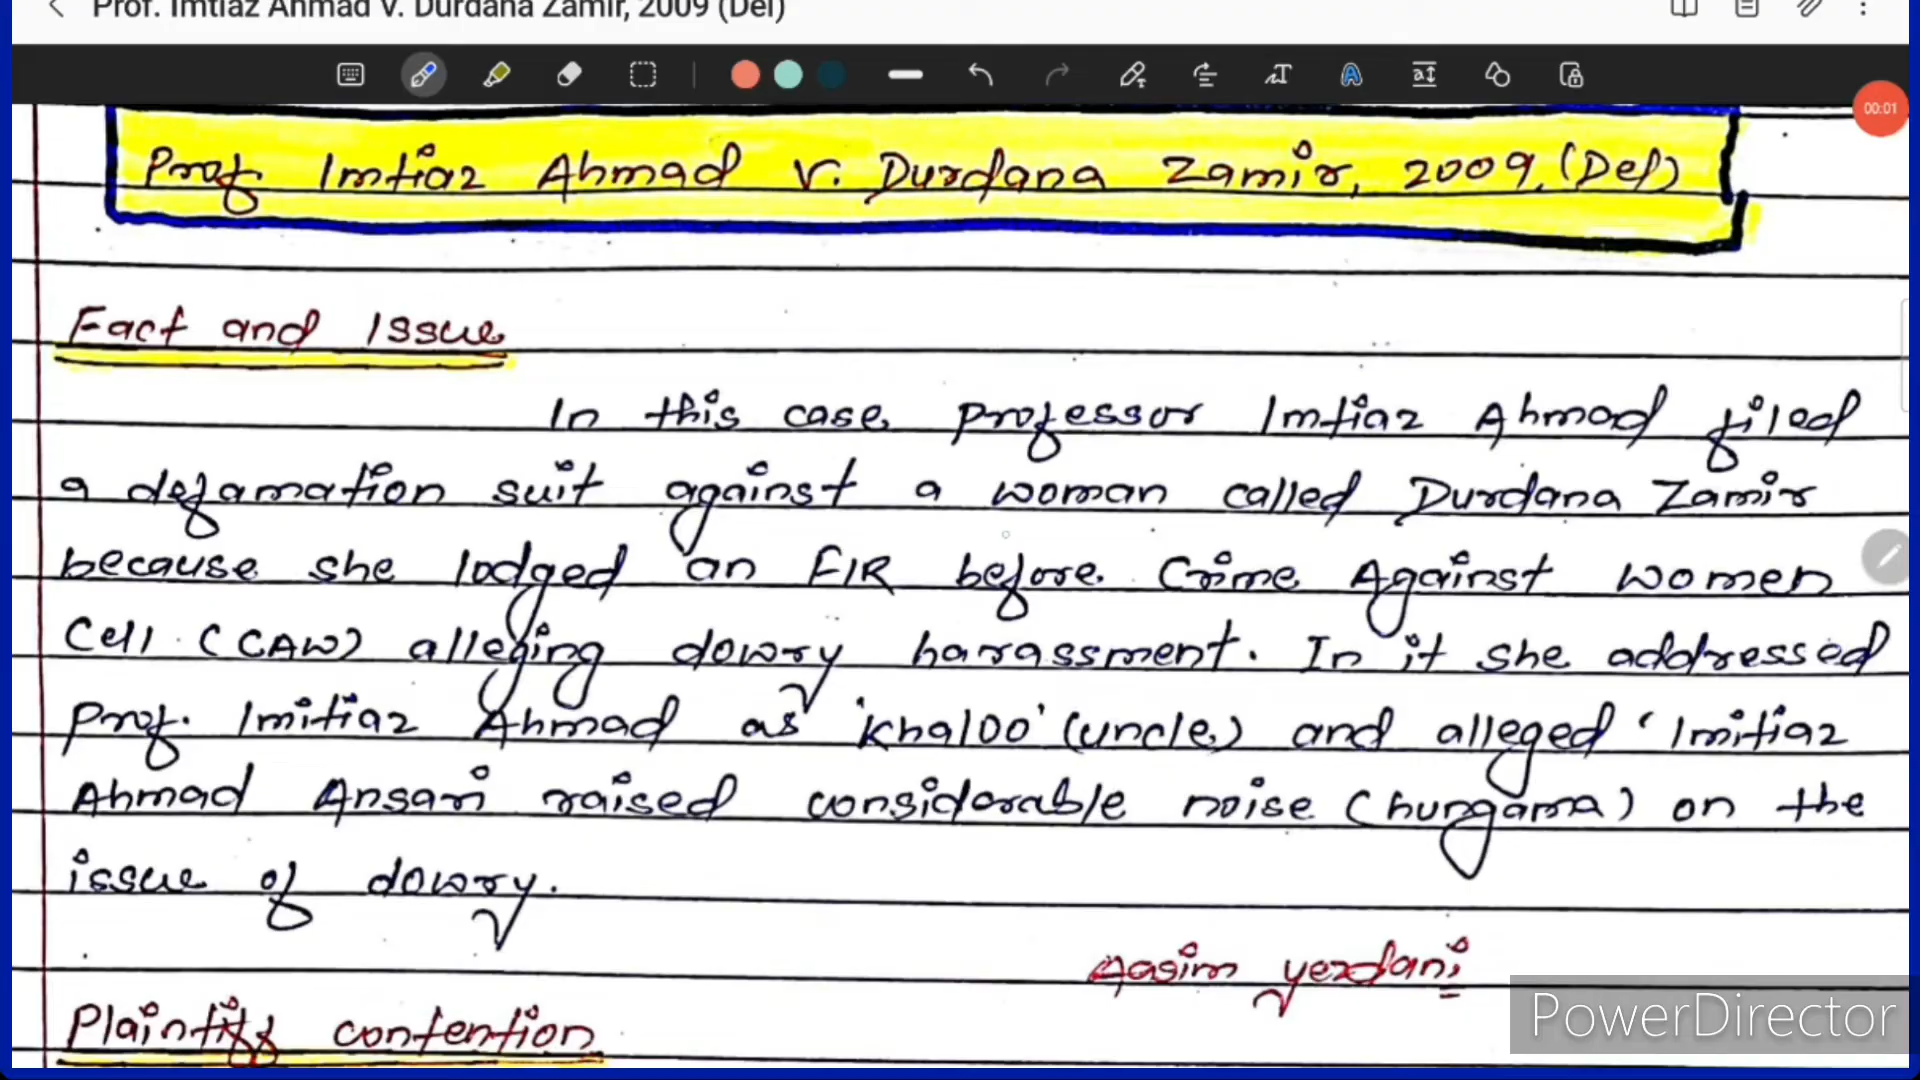 Prof. Imtiaz Ahmad V. Durdana Zamir, 2009 (Del)
00:01
Prof. Imtiaz Ahmad V. Durdana Zamir, 2009. (Del)
Fact and Issue
In this case, professor Imtiaz Ahmad filed
a defamation suit against a woman called Durdana Zamir
because she lodged an FIR before Crime Against women
Cell (CAW) alleging dowry harassment. In it she addressed
Prof. Imitiaz Ahmad as 'khaloo' (uncle) and alleged 'Imitiaz
Ahmad Ansari raised considerable noise (hungama) on the
issue of dowry.
Aasim yezdani
Plaintiff contention
PowerDirector